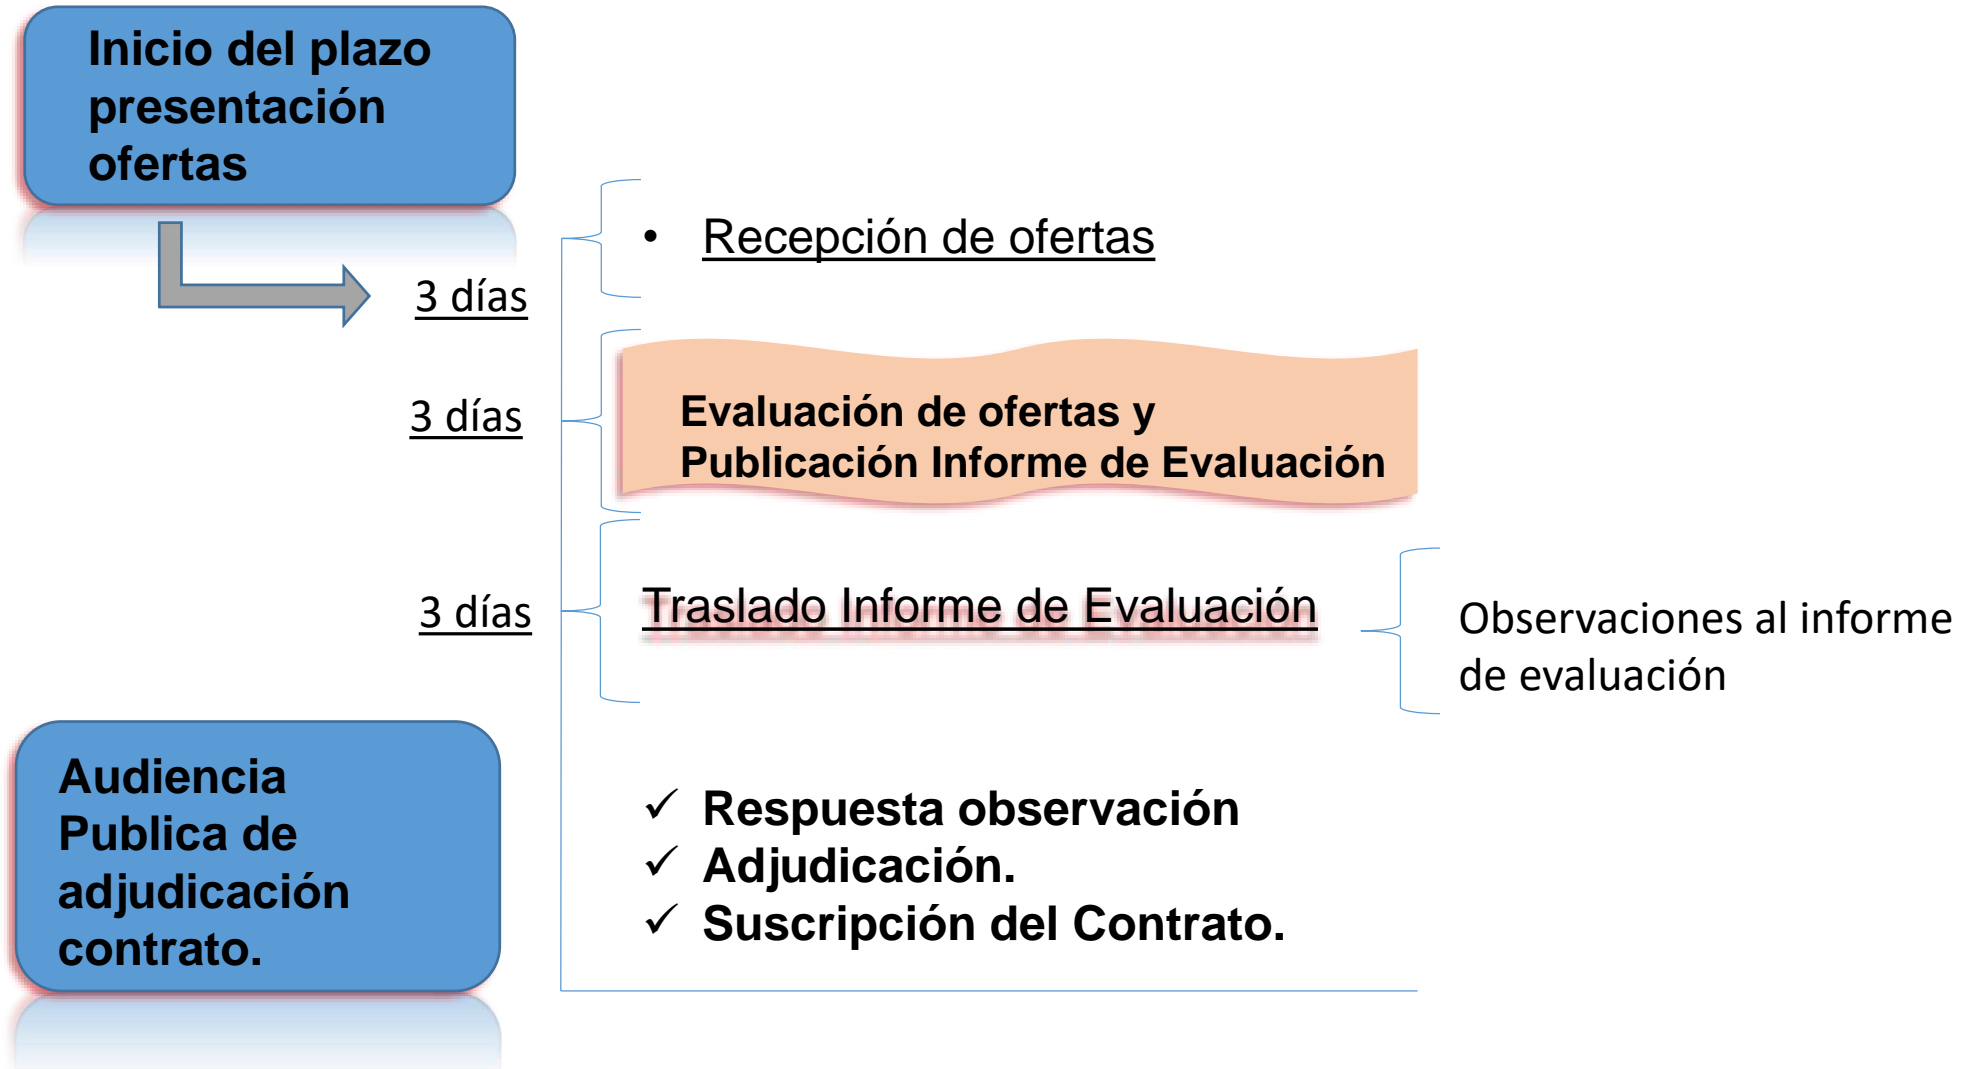 Inicio del plazo
presentación
ofertas
• Recepción de ofertas
3 días
3 días
Evaluación de ofertas y
Publicación Informe de Evaluación
3 días
Traslado Informe de Evaluación
Observaciones al informe
de evaluación
Audiencia
Publica de
adjudicación
contrato.
✓ Respuesta observación
✓ Adjudicación.
✓ Suscripción del Contrato.